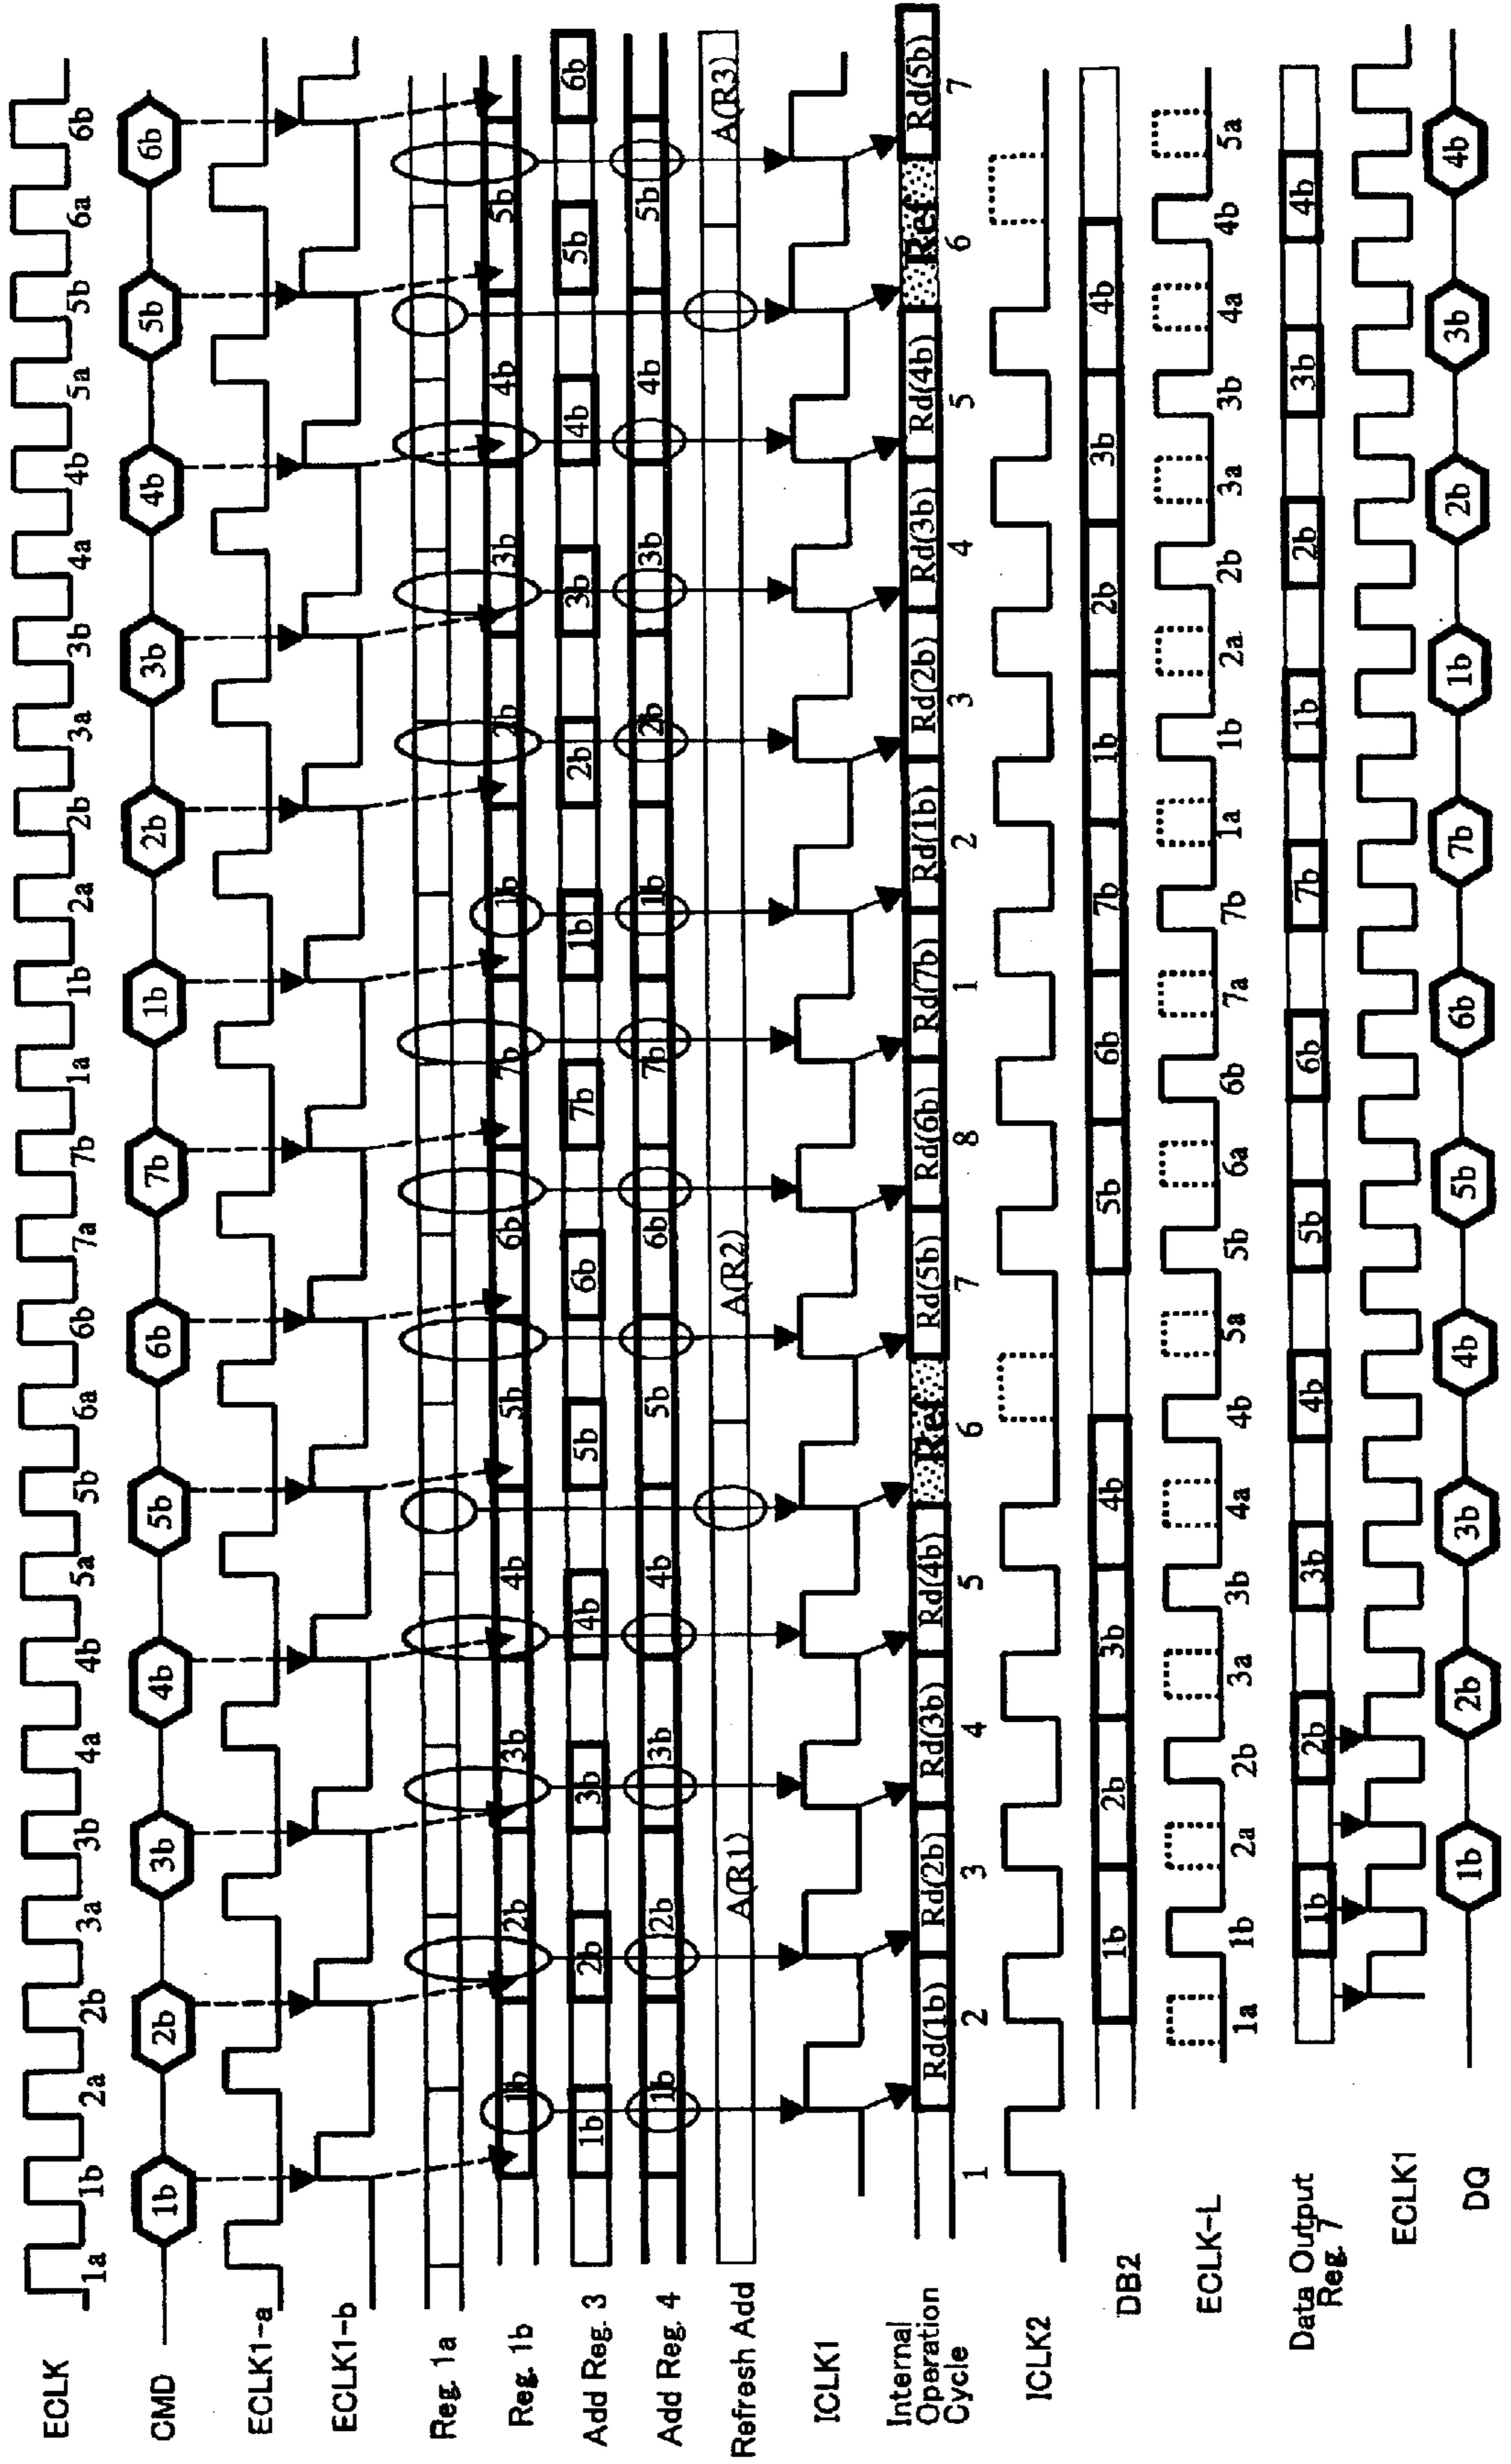 ECLK 1a 1b 2a 2b 3a 3b 4a 4b 5a 5b 6a 6b 7a 7b 1a 1b 2a 2b 3a 3b 4a 4b 5a 5b 6a 6b
CMD 1b 2b 3b 4b 5b 6b 7b 1b 2b 3b 4b 5b 6b
ECLK1-a
ECLK1-b
Reg. 1a
Reg. 1b 1b 2b 3b 4b 5b 6b 7b 1b 2b 3b 4b 5b
Add Reg. 3 1b 2b 3b 4b 5b 6b 7b 1b 2b 3b 4b 5b 6b
Add Reg. 4 1b 2b 3b 4b 5b 6b 7b 1b 2b 3b 4b 5b
Refresh Add A(R1) A(R2) A(R3)
ICLK1
Internal
Operation Rd(1b) Rd(2b) Rd(3b) Rd(4b) Ref Rd(5b) Rd(6b) Rd(7b) Rd(1b) Rd(2b) Rd(3b) Rd(4b) Ref Rd(5b)
Cycle 1 2 3 4 5 6 7 8 1 2 3 4 5 6 7
ICLK2
DB2 1b 2b 3b 4b 5b 6b 7b 1b 2b 3b 4b
ECLK-L 1a 1b 2a 2b 3a 3b 4a 4b 5a 5b 6a 6b 7a 7b 1a 1b 2a 2b 3a 3b 4a 4b 5a
Data Output 1b 2b 3b 4b 5b 6b 7b 1b 2b 3b 4b
Reg. 7
ECLK1
DQ 1b 2b 3b 4b 5b 6b 7b 1b 2b 3b 4b